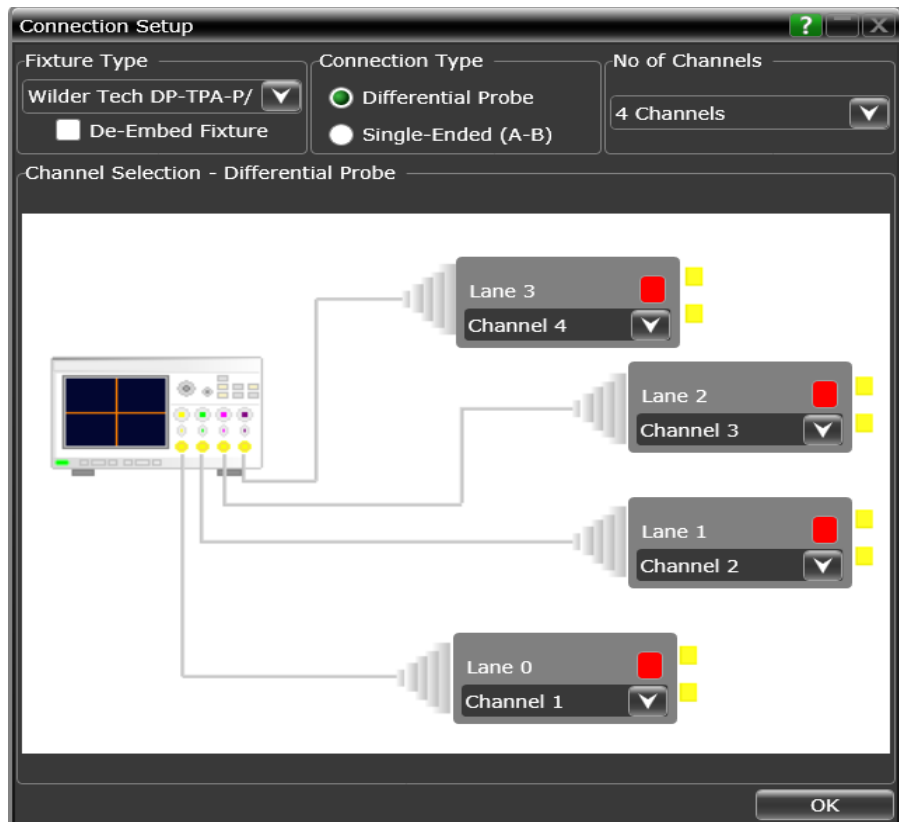 Connection Setup
?
Fixture Type
Wilder Tech DP-TPA-P/
De-Embed Fixture
Connection Type
Differential Probe
Single-Ended (A-B)
No of Channels
4 Channels
Channel Selection - Differential Probe
Lane 3
Channel 4
Lane 2
Channel 3
Lane 1
Channel 2
Lane 0
Channel 1
OK